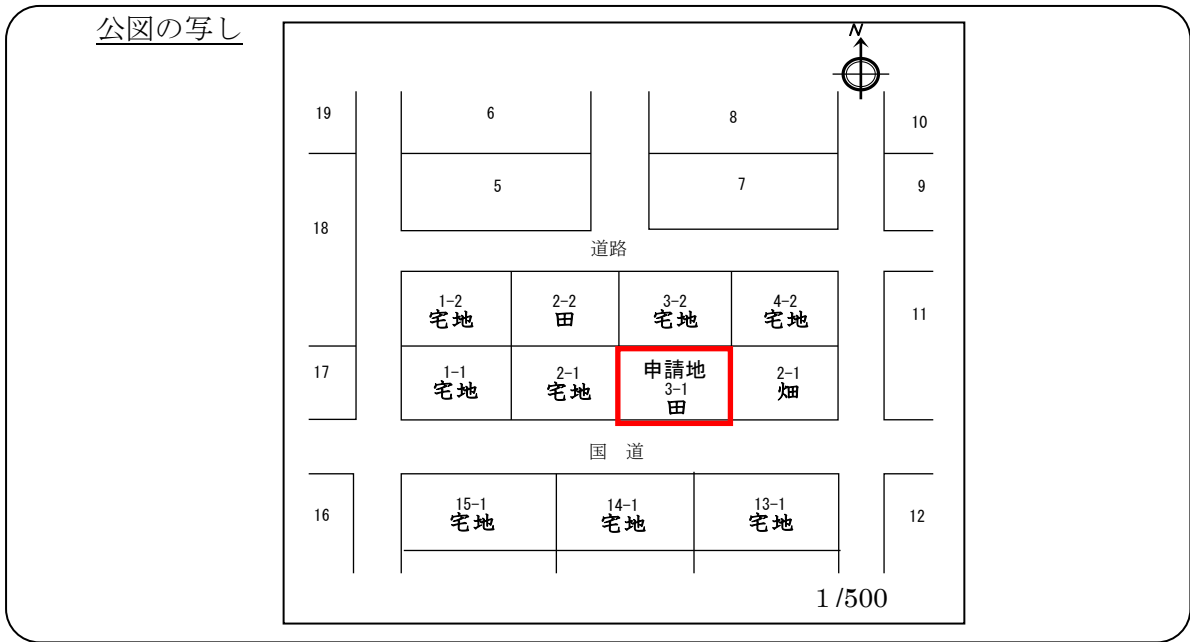 公図の写し
N
19
6
8
10
5
7
9
18
道路
1-2
宅地
2-2
田
3-2
宅地
4-2
宅地
11
17
1-1
宅地
2-1
宅地
申請地
3-1
田
2-1
畑
国 道
16
15-1
宅地
14-1
宅地
13-1
宅地
12
1/500